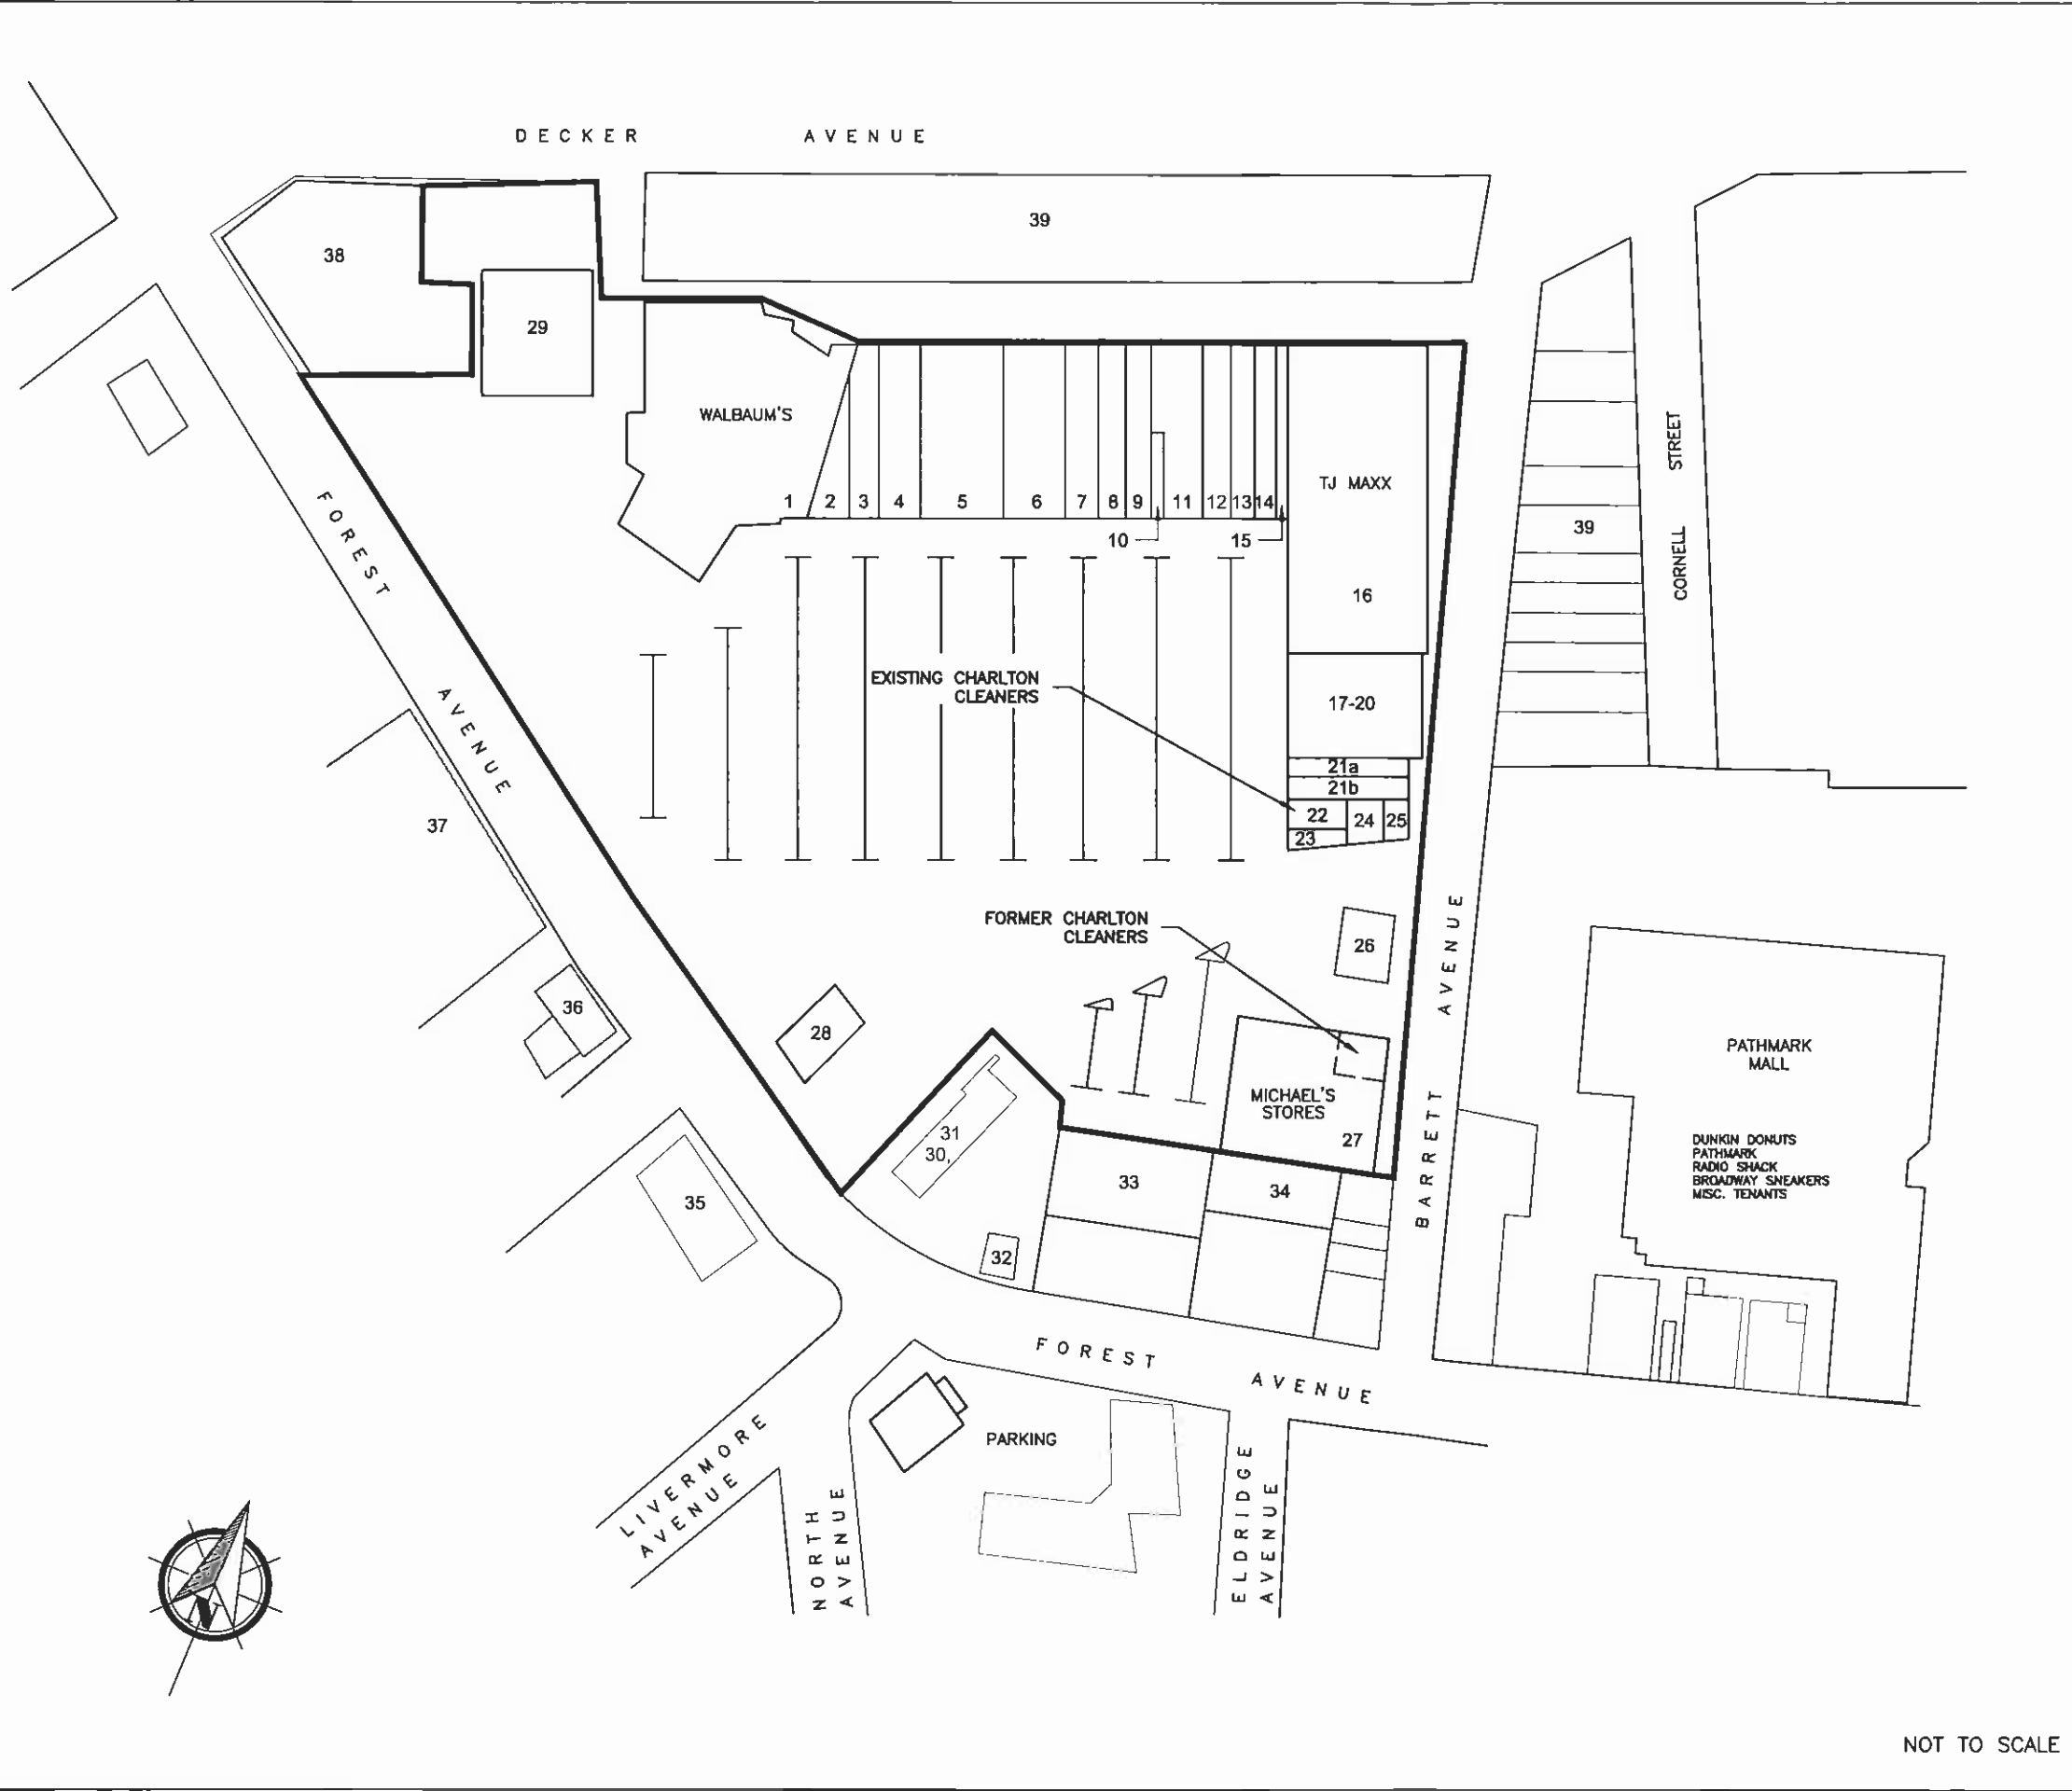 DECKER AVENUE
39
38
29
WALBAUM'S
TJ MAXX
1 2 3 4 5 6 7 8 9 11 12 13 14
10 15
16
39
CORNELL STREET
FOREST AVENUE
EXISTING CHARLTON
CLEANERS
17-20
21a
21b
22 24 25
23
37
FORMER CHARLTON
CLEANERS
26
BARRETT AVENUE
36
28
MICHAEL'S
STORES
27
PATHMARK
MALL
DUNKIN DONUTS
PATHMARK
RADIO SHACK
BROADWAY SNEAKERS
MISC. TENANTS
31
30,
33
34
35
32
FOREST AVENUE
PARKING
LIVERMORE
AVENUE
NORTH
AVENUE
ELDRIDGE
AVENUE
N
NOT TO SCALE